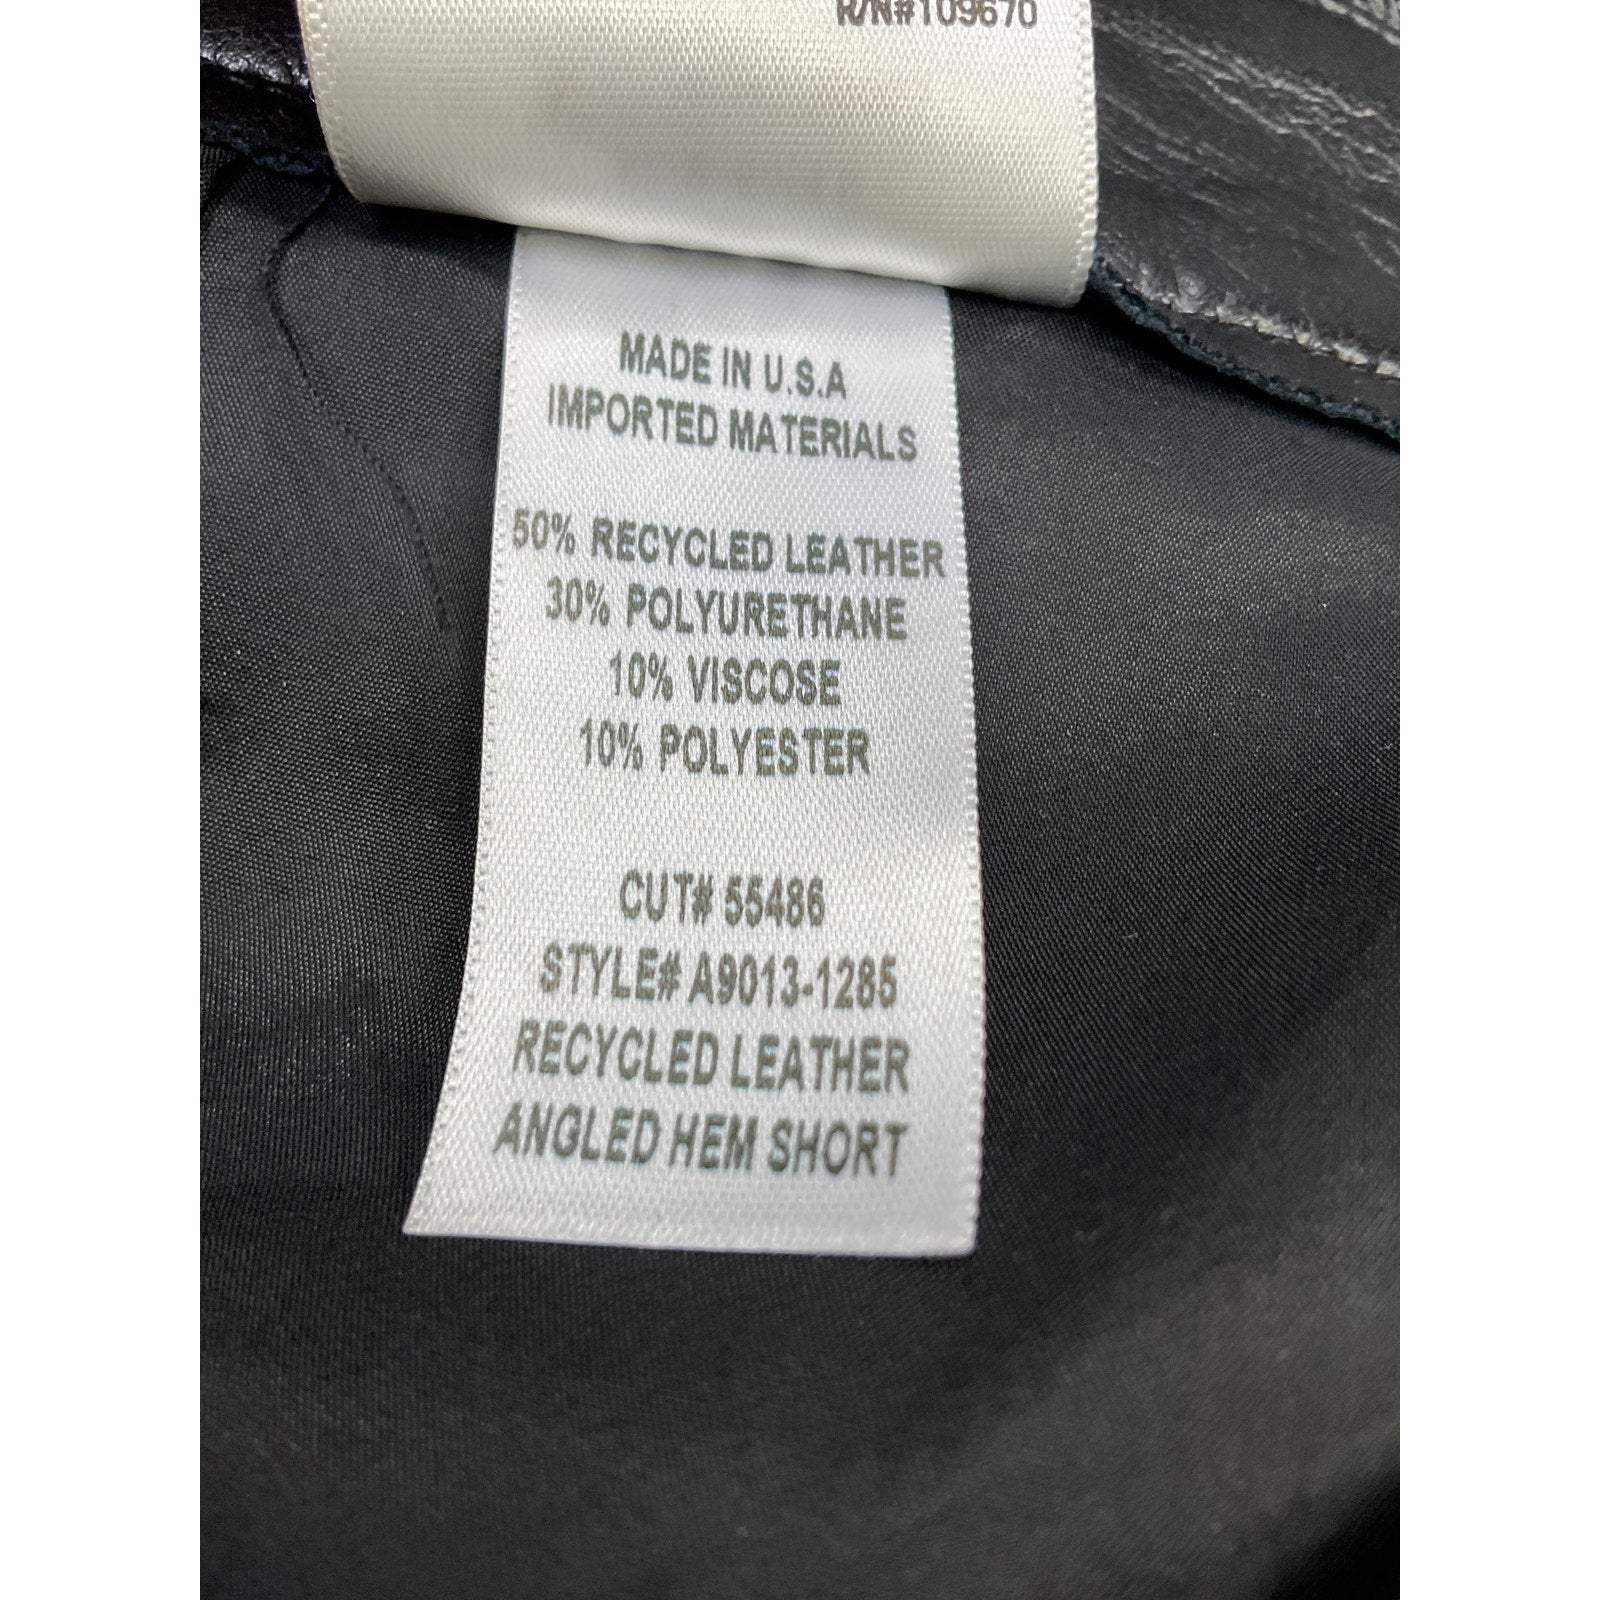 R/N#109670
MADE IN U.S.A
IMPORTED MATERIALS
50% RECYCLED LEATHER
30% POLYURETHANE
10% VISCOSE
10% POLYESTER
CUT# 55486
STYLE# A9013-1285
RECYCLED LEATHER
ANGLED HEM SHORT